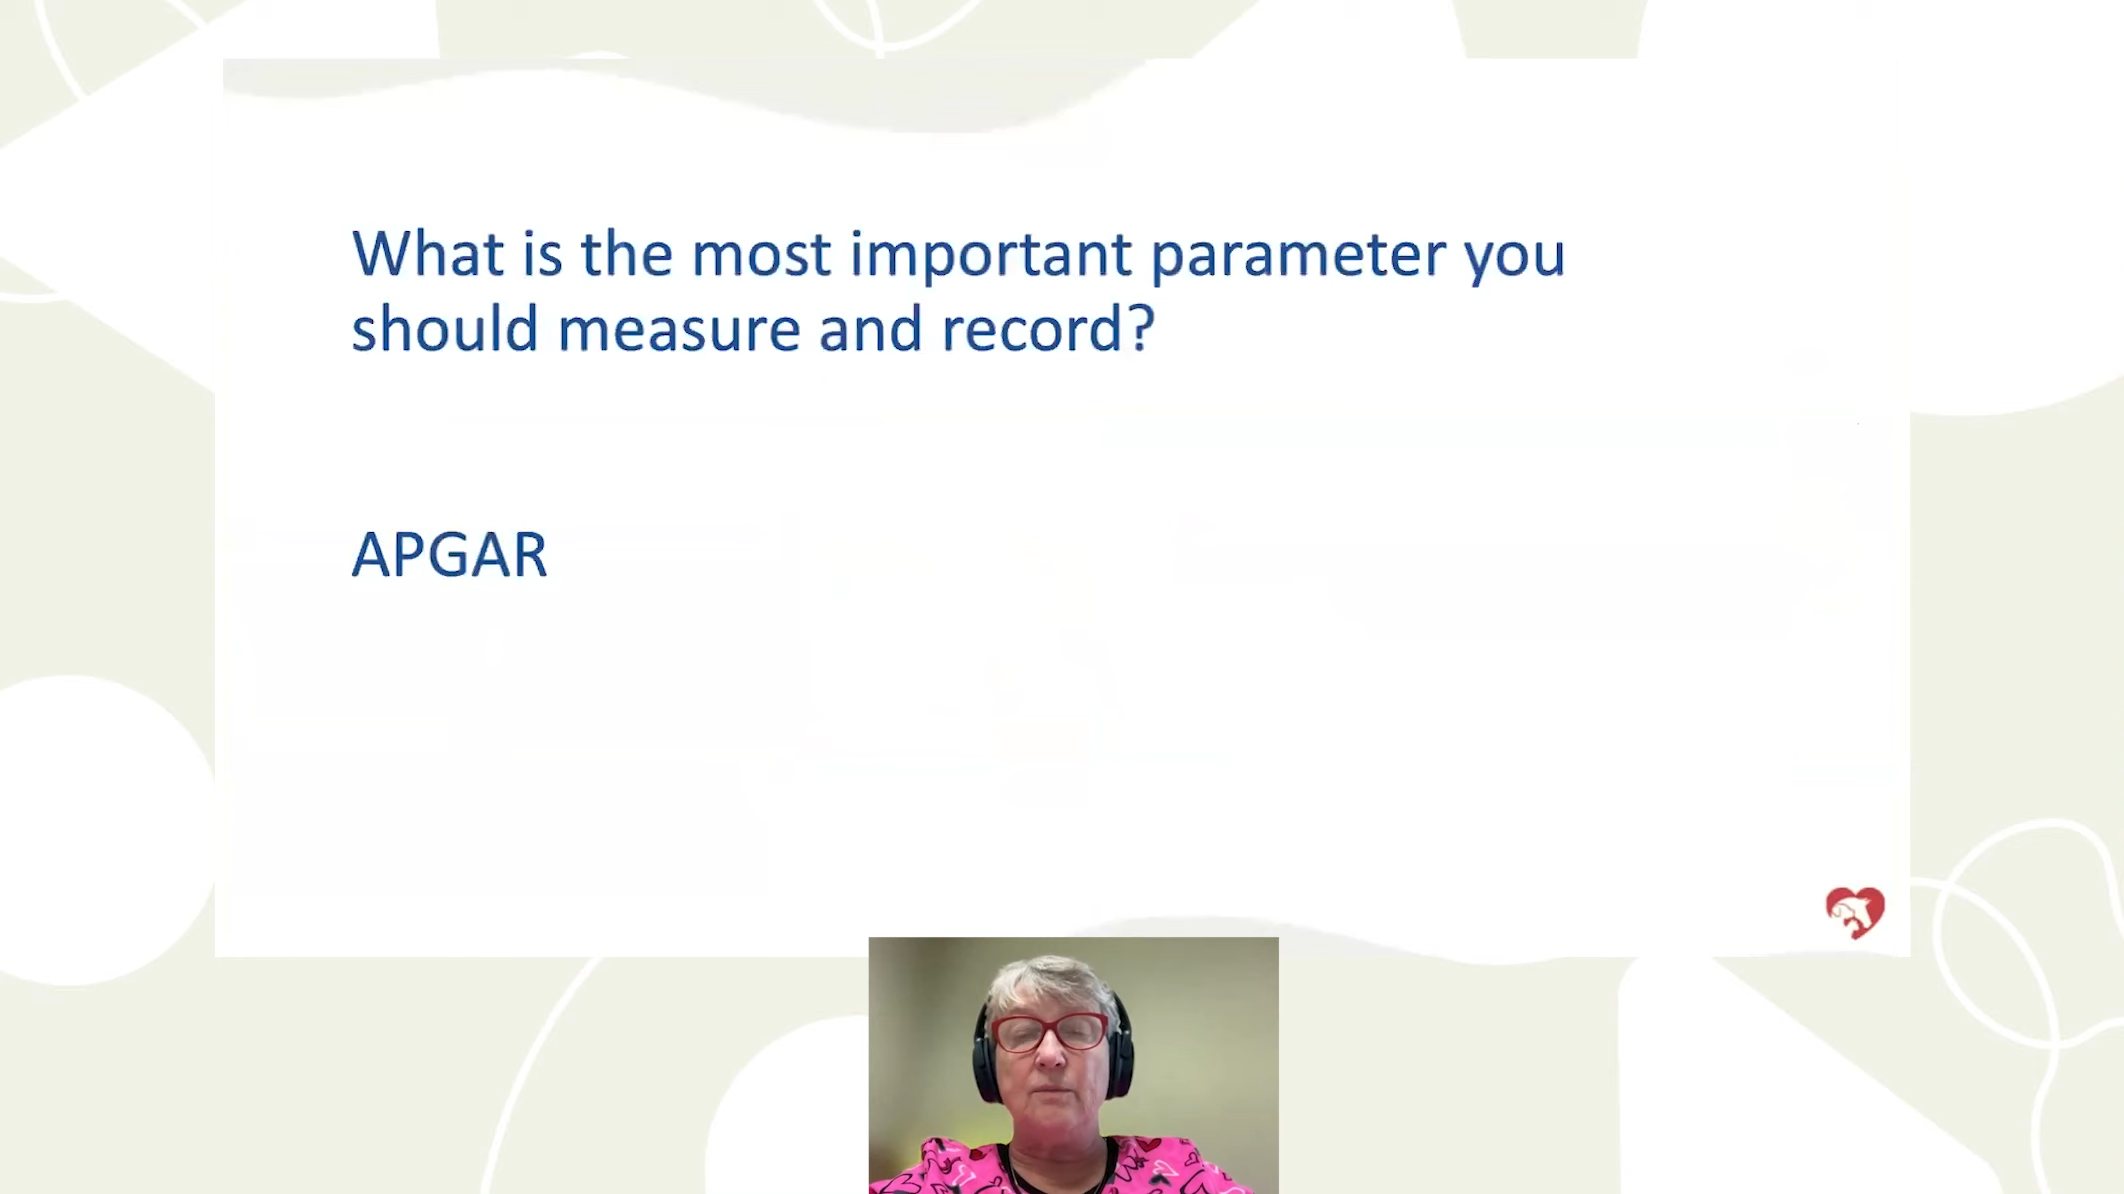 What is the most important parameter you
should measure and record?
APGAR